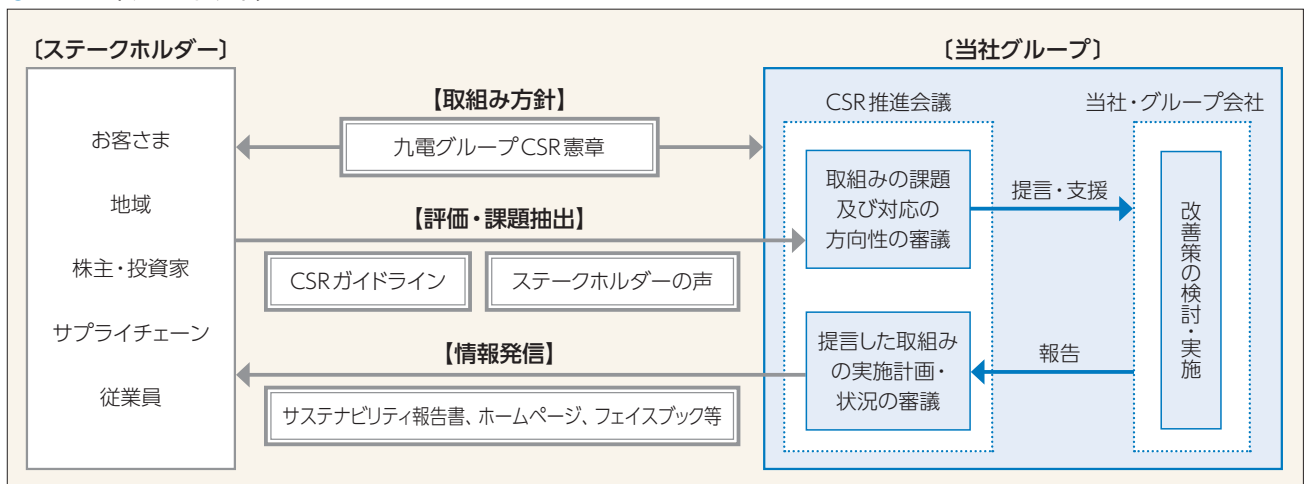 〔ステークホルダー〕
お客さま
地域
株主・投資家
サプライチェーン
従業員
【取組み方針】
九電グループCSR憲章
【評価・課題抽出】
CSRガイドライン
ステークホルダーの声
【情報発信】
サステナビリティ報告書、ホームページ、フェイスブック等
〔当社グループ〕
CSR推進会議
取組みの課題
及び対応の
方向性の審議
提言した取組み
の実施計画・
状況の審議
提言・支援
報告
当社・グループ会社
改善策の検討・実施